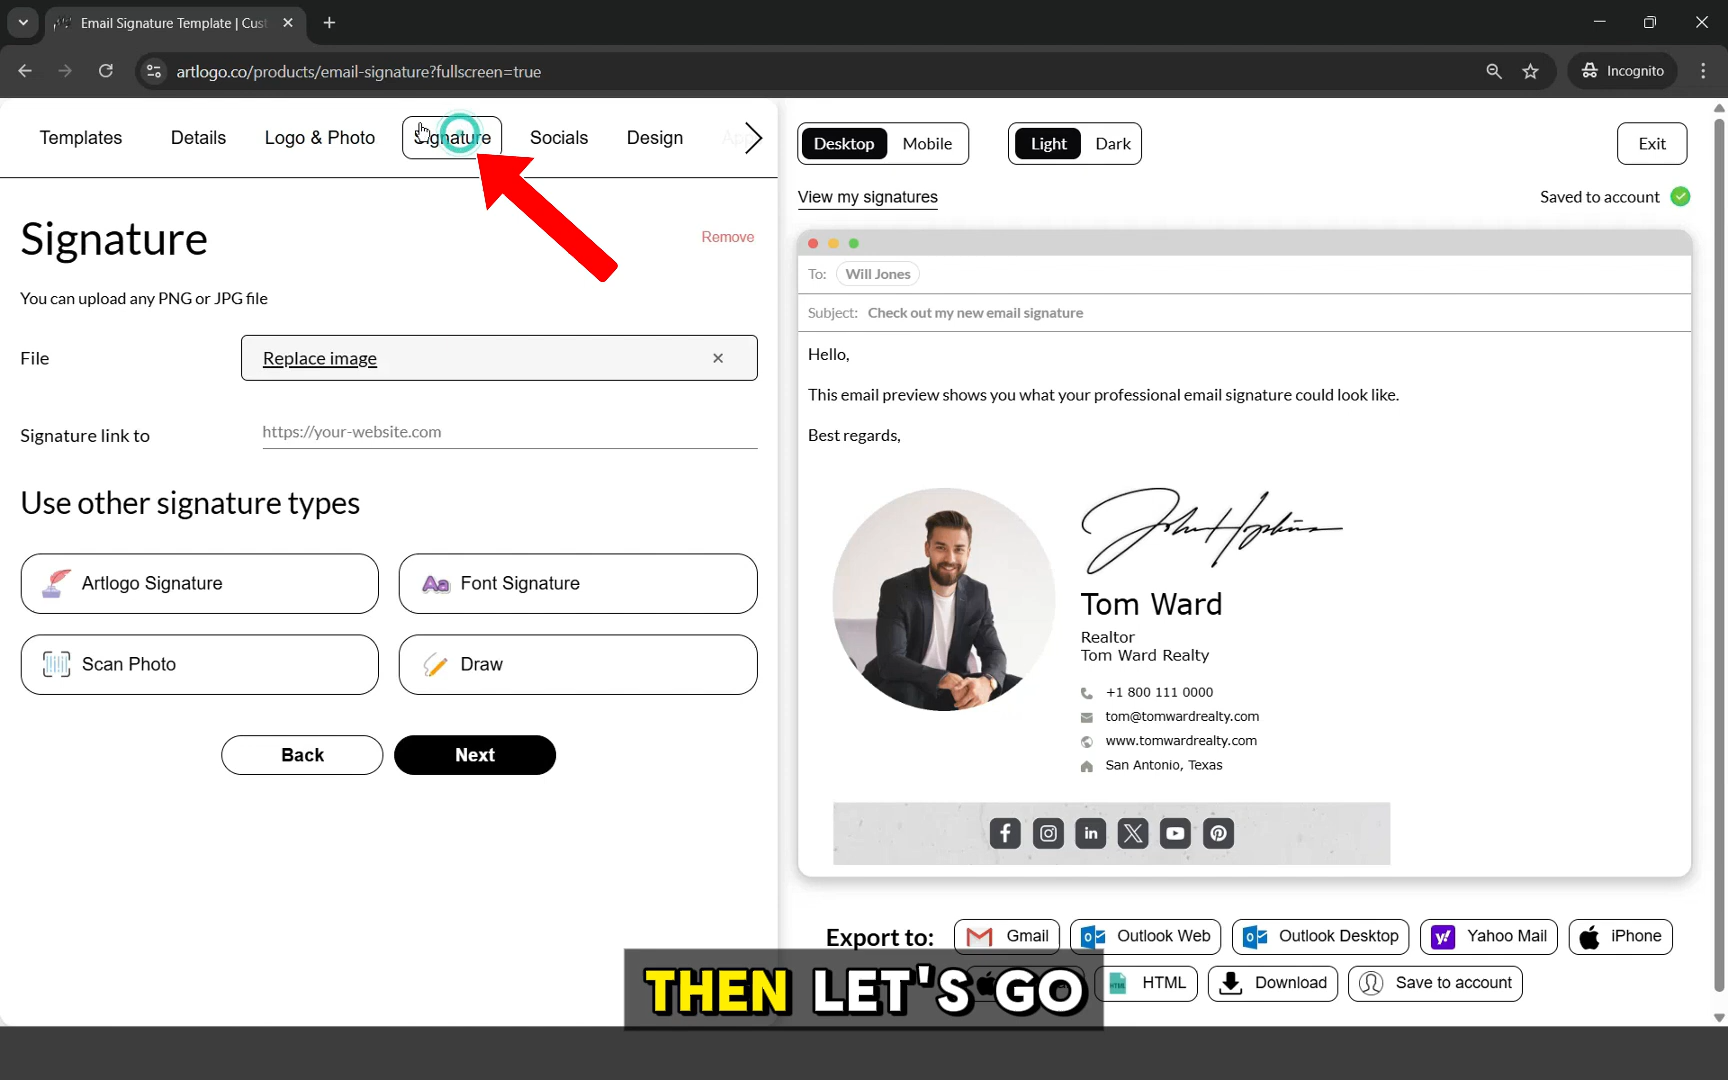 Email Signature Template | Cust
artlogo.co/products/email-signature?fullscreen=true
Incognito
Templates
Details
Logo & Photo
Signature
Socials
Design
Desktop
Mobile
Light
Dark
Exit
View my signatures
Saved to account
Signature
Remove
You can upload any PNG or JPG file
File
Replace image
Signature link to
https://your-website.com
Use other signature types
Artlogo Signature
Aa Font Signature
Scan Photo
Draw
Back
Next
To: Will Jones
Subject: Check out my new email signature
Hello,
This email preview shows you what your professional email signature could look like.
Best regards,
John Hopkins
Tom Ward
Realtor
Tom Ward Realty
+1 800 111 0000
tom@tomwardrealty.com
www.tomwardrealty.com
San Antonio, Texas
Export to:
Gmail
Outlook Web
Outlook Desktop
Yahoo Mail
iPhone
HTML
Download
Save to account
THEN LET'S GO